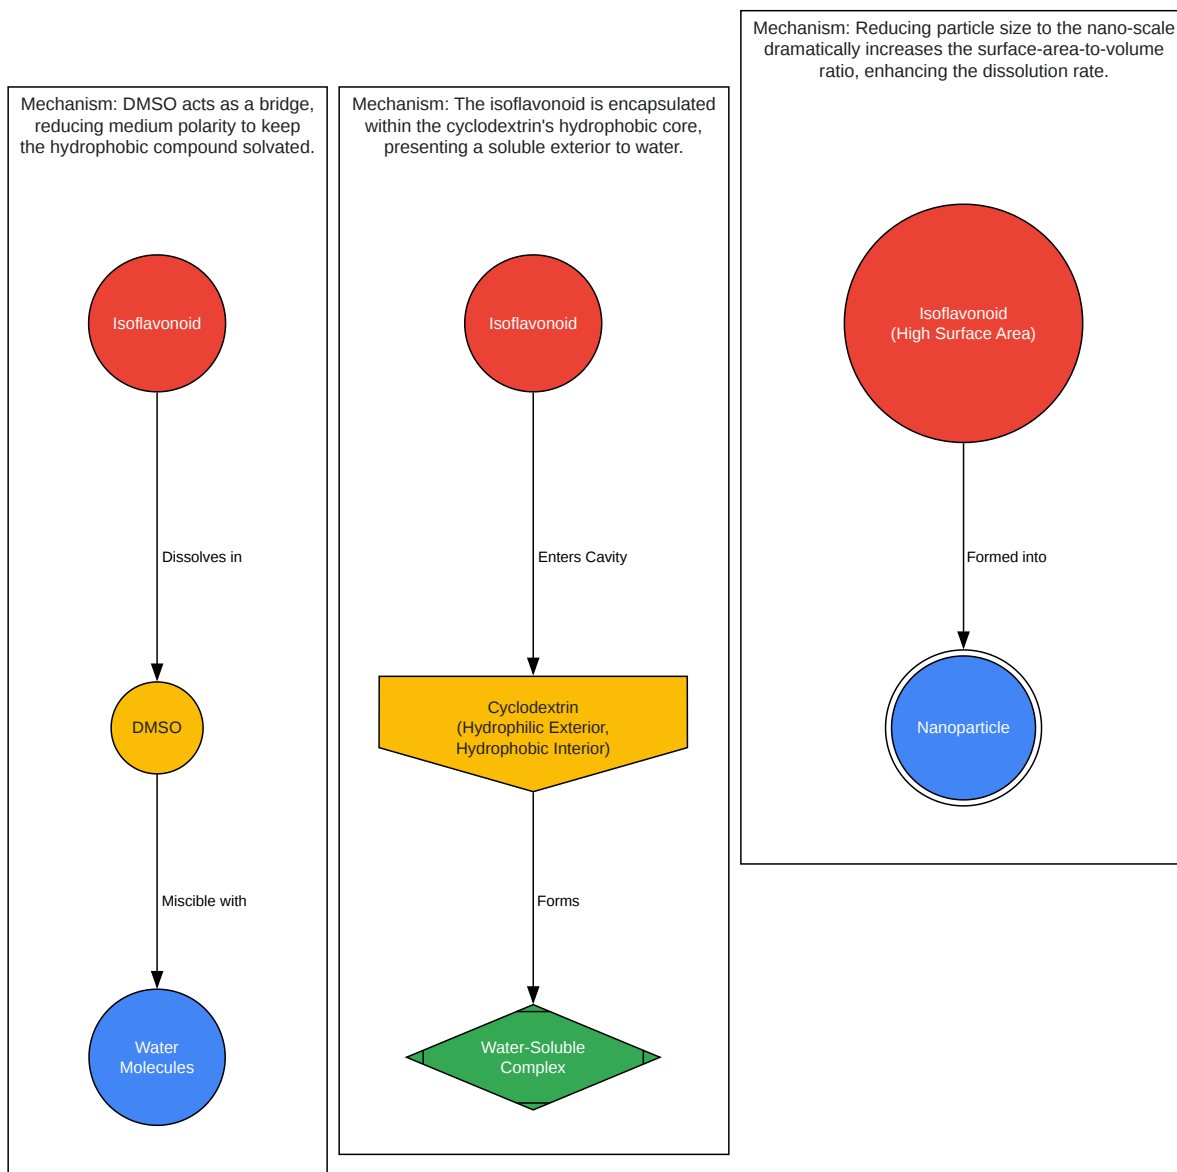 Mechanism: DMSO acts as a bridge,
reducing medium polarity to keep
the hydrophobic compound solvated.
Isoflavonoid
Dissolves in
DMSO
Miscible with
Water
Molecules
Mechanism: The isoflavonoid is encapsulated
within the cyclodextrin's hydrophobic core,
presenting a soluble exterior to water.
Isoflavonoid
Enters Cavity
Cyclodextrin
(Hydrophilic Exterior,
Hydrophobic Interior)
Forms
Water-Soluble
Complex
Mechanism: Reducing particle size to the nano-scale
dramatically increases the surface-area-to-volume
ratio, enhancing the dissolution rate.
Isoflavonoid
(High Surface Area)
Formed into
Nanoparticle